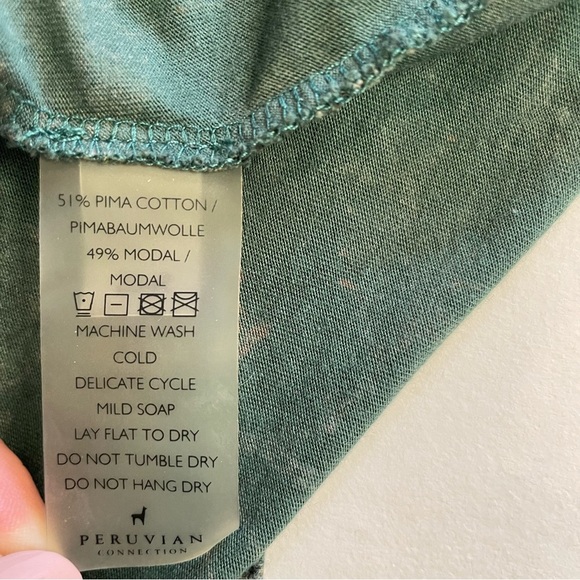 51% PIMA COTTON /
PIMABAUMWOLLE
49% MODAL /
MODAL
MACHINE WASH
COLD
DELICATE CYCLE
MILD SOAP
LAY FLAT TO DRY
DO NOT TUMBLE DRY
DO NOT HANG DRY
PERUVIAN
CONNECTION